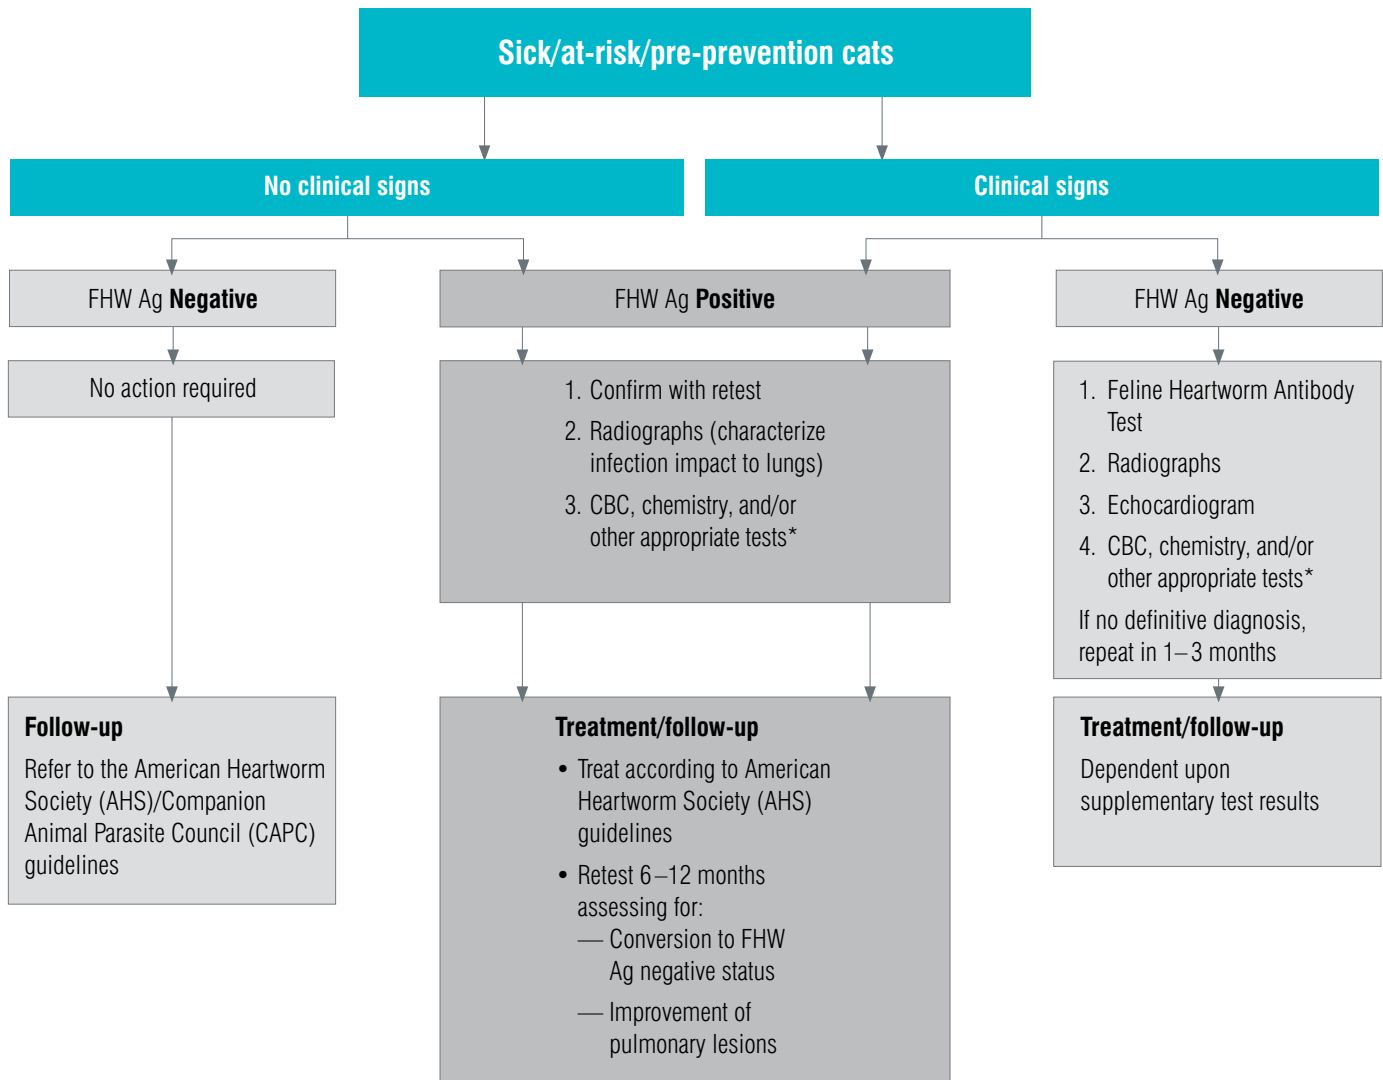 Sick/at-risk/pre-prevention cats
No clinical signs
Clinical signs
FHW Ag Negative
FHW Ag Positive
FHW Ag Negative
No action required
1. Confirm with retest
2. Radiographs (characterize
infection impact to lungs)
3. CBC, chemistry, and/or
other appropriate tests*
1. Feline Heartworm Antibody
Test
2. Radiographs
3. Echocardiogram
4. CBC, chemistry, and/or
other appropriate tests*
If no definitive diagnosis,
repeat in 1–3 months
Follow-up
Refer to the American Heartworm
Society (AHS)/Companion
Animal Parasite Council (CAPC)
guidelines
Treatment/follow-up
• Treat according to American
Heartworm Society (AHS)
guidelines
• Retest 6–12 months
assessing for:
— Conversion to FHW
Ag negative status
— Improvement of
pulmonary lesions
Treatment/follow-up
Dependent upon
supplementary test results